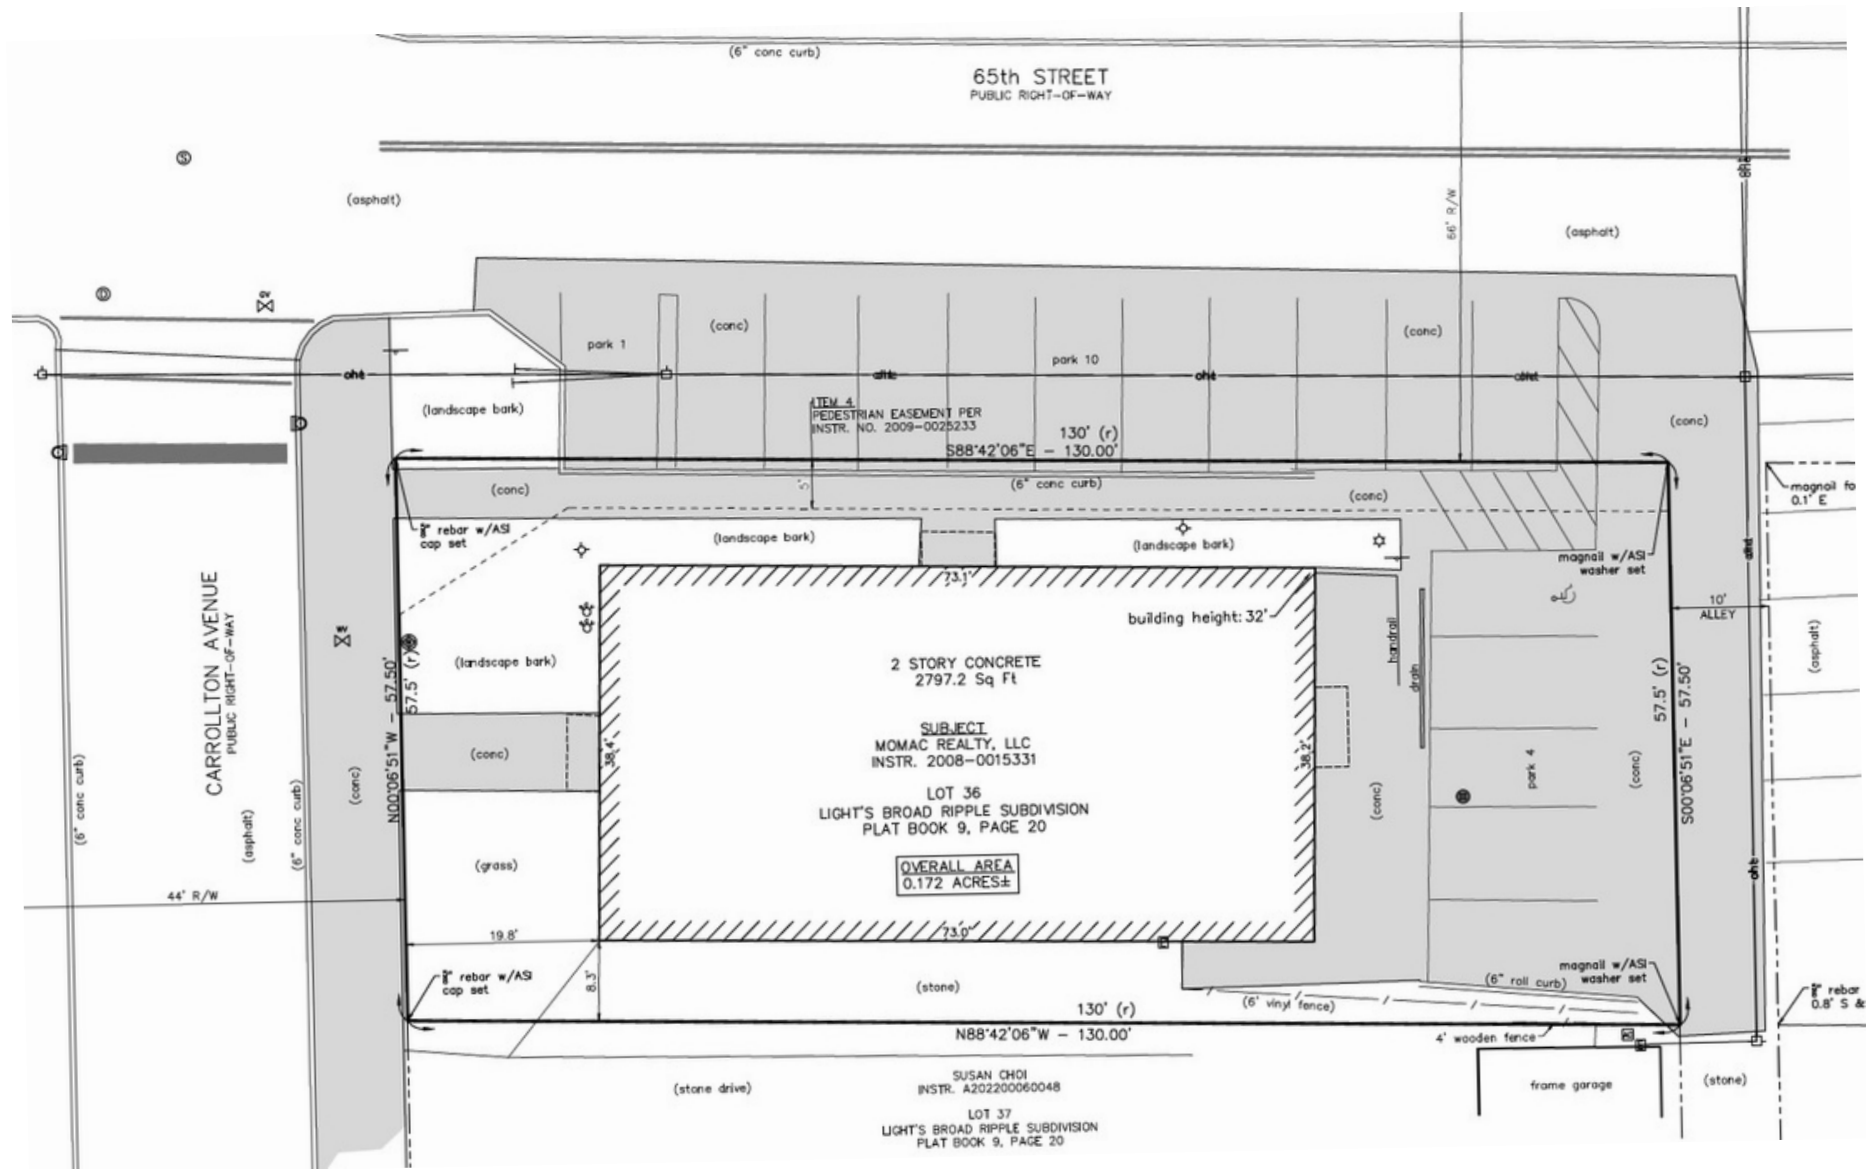 (6" conc curb)
65th STREET
PUBLIC RIGHT-OF-WAY
(asphalt)
(asphalt)
66' R/W
park 1
(conc)
park 10
(conc)
oht
oht
(landscape bark)
ITEM 4
PEDESTRIAN EASEMENT PER
INSTR. NO. 2009-0025233
130' (r)
S88°42'06"E - 130.00'
(conc)
(conc)
5'
(6" conc curb)
(conc)
magnail fo
0.1' E
rebar w/ASI
cap set
(landscape bark)
(landscape bark)
magnail w/ASI
washer set
73.1'
building height: 32'
10'
ALLEY
CARROLLTON AVENUE
PUBLIC RIGHT-OF-WAY
N00°06'51"W - 57.50'
57.5' (r)
(landscape bark)
2 STORY CONCRETE
2797.2 Sq Ft
handrail
drain
57.5' (r)
S00°06'51"E - 57.50'
(asphalt)
SUBJECT
MOMAC REALTY, LLC
INSTR. 2008-0015331
38.4'
38.2'
(conc)
(6" conc curb)
(asphalt)
(6" conc curb)
(conc)
LOT 36
LIGHT'S BROAD RIPPLE SUBDIVISION
PLAT BOOK 9, PAGE 20
(conc)
park 4
(conc)
(grass)
OVERALL AREA
0.172 ACRES±
oht
44' R/W
19.8'
73.0'
8.3'
rebar w/ASI
cap set
(stone)
(6' vinyl fence)
(6" roll curb)
magnail w/ASI
washer set
rebar
0.8' S &
130' (r)
N88°42'06"W - 130.00'
4' wooden fence
SUSAN CHOI
INSTR. A202200060048
(stone drive)
frame garage
(stone)
LOT 37
LIGHT'S BROAD RIPPLE SUBDIVISION
PLAT BOOK 9, PAGE 20